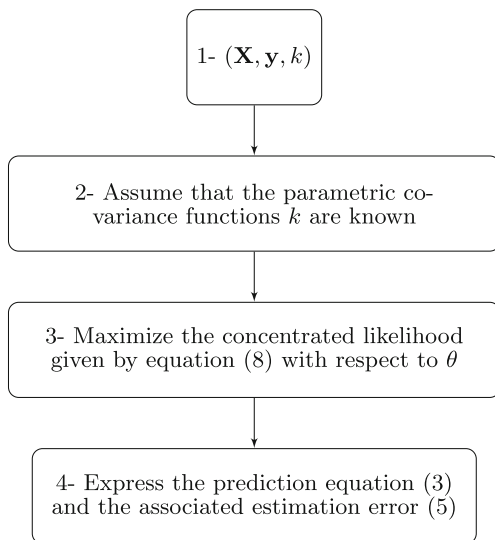 1- (X, y, k)
2- Assume that the parametric co-
variance functions k are known
3- Maximize the concentrated likelihood
given by equation (8) with respect to θ
4- Express the prediction equation (3)
and the associated estimation error (5)